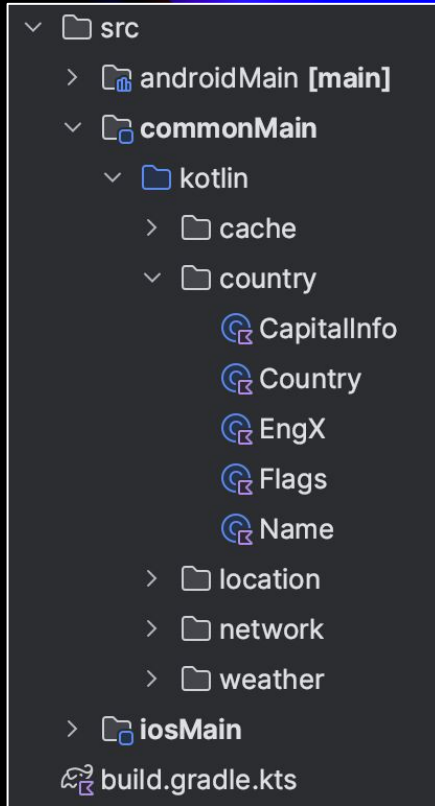 src
androidMain [main]
commonMain
kotlin
cache
country
CapitalInfo
Country
EngX
Flags
Name
location
network
weather
iosMain
build.gradle.kts